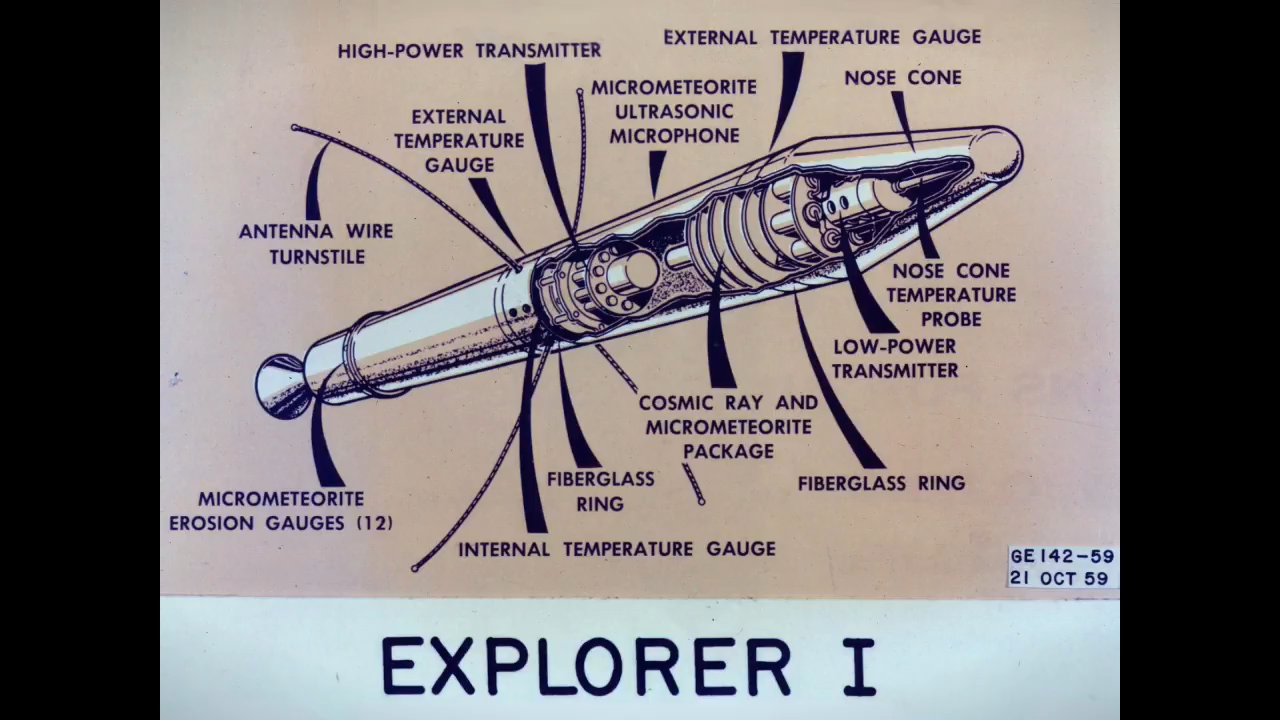 HIGH-POWER TRANSMITTER
EXTERNAL TEMPERATURE GAUGE
NOSE CONE
MICROMETEORITE
ULTRASONIC
MICROPHONE
EXTERNAL
TEMPERATURE
GAUGE
ANTENNA WIRE
TURNSTILE
NOSE CONE
TEMPERATURE
PROBE
LOW-POWER
TRANSMITTER
COSMIC RAY AND
MICROMETEORITE
PACKAGE
FIBERGLASS
RING
FIBERGLASS RING
MICROMETEORITE
EROSION GAUGES (12)
INTERNAL TEMPERATURE GAUGE
GE 142-59
21 OCT 59
EXPLORER I